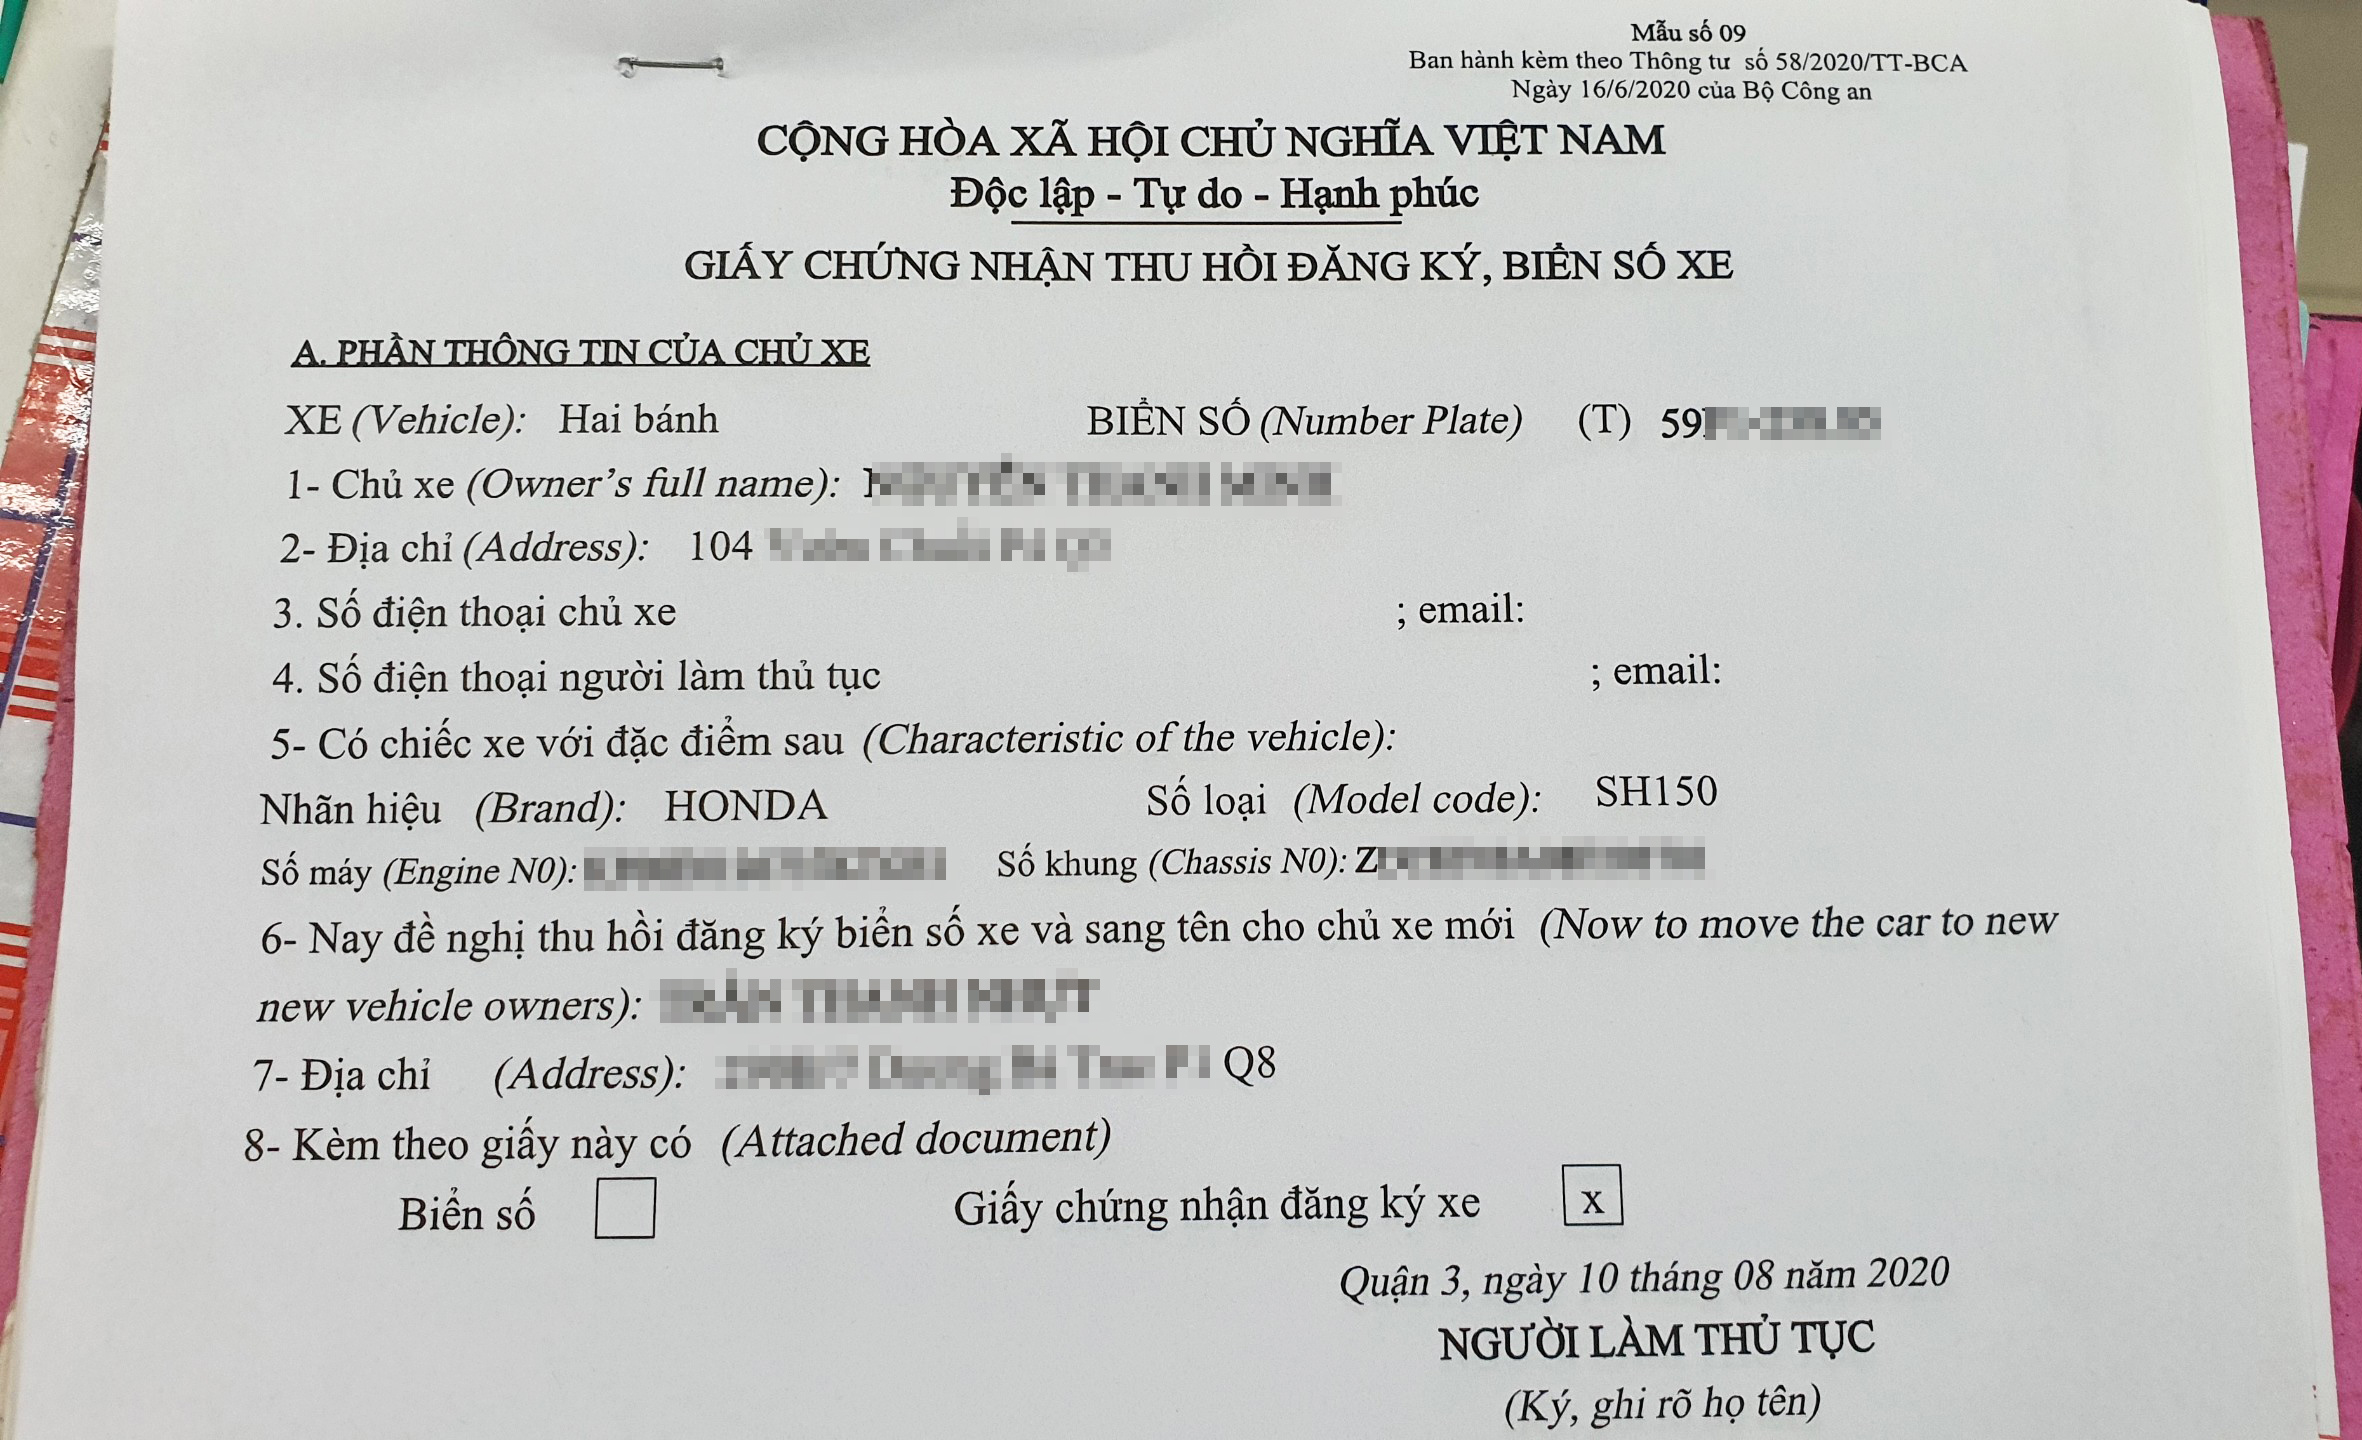 Mẫu số 09
Ban hành kèm theo Thông tư số 58/2020/TT-BCA
Ngày 16/6/2020 của Bộ Công an
CỘNG HÒA XÃ HỘI CHỦ NGHĨA VIỆT NAM
Độc lập - Tự do - Hạnh phúc
GIẤY CHỨNG NHẬN THU HỒI ĐĂNG KÝ, BIỂN SỐ XE
A. PHẦN THÔNG TIN CỦA CHỦ XE
XE (Vehicle): Hai bánh BIỂN SỐ (Number Plate) (T) 59
1- Chủ xe (Owner's full name):
2- Địa chỉ (Address): 104
3. Số điện thoại chủ xe ; email:
4. Số điện thoại người làm thủ tục ; email:
5- Có chiếc xe với đặc điểm sau (Characteristic of the vehicle):
Nhãn hiệu (Brand): HONDA Số loại (Model code): SH150
Số máy (Engine N0): Số khung (Chassis N0): Z
6- Nay đề nghị thu hồi đăng ký biển số xe và sang tên cho chủ xe mới (Now to move the car to new
new vehicle owners):
7- Địa chỉ (Address): Q8
8- Kèm theo giấy này có (Attached document)
Biển số Giấy chứng nhận đăng ký xe x
Quận 3, ngày 10 tháng 08 năm 2020
NGƯỜI LÀM THỦ TỤC
(Ký, ghi rõ họ tên)